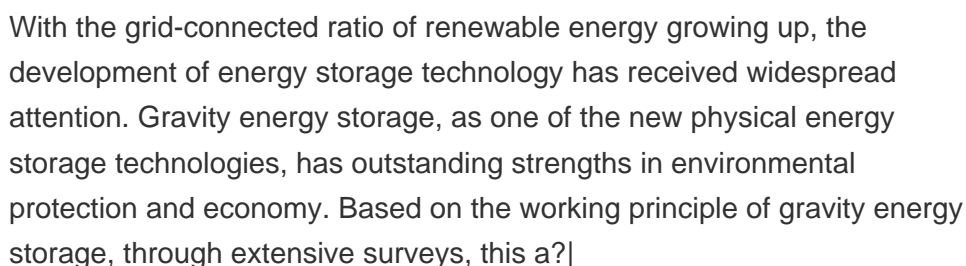 With the grid-connected ratio of renewable energy growing up, the
development of energy storage technology has received widespread
attention. Gravity energy storage, as one of the new physical energy
storage technologies, has outstanding strengths in environmental
protection and economy. Based on the working principle of gravity energy
storage, through extensive surveys, this a?|